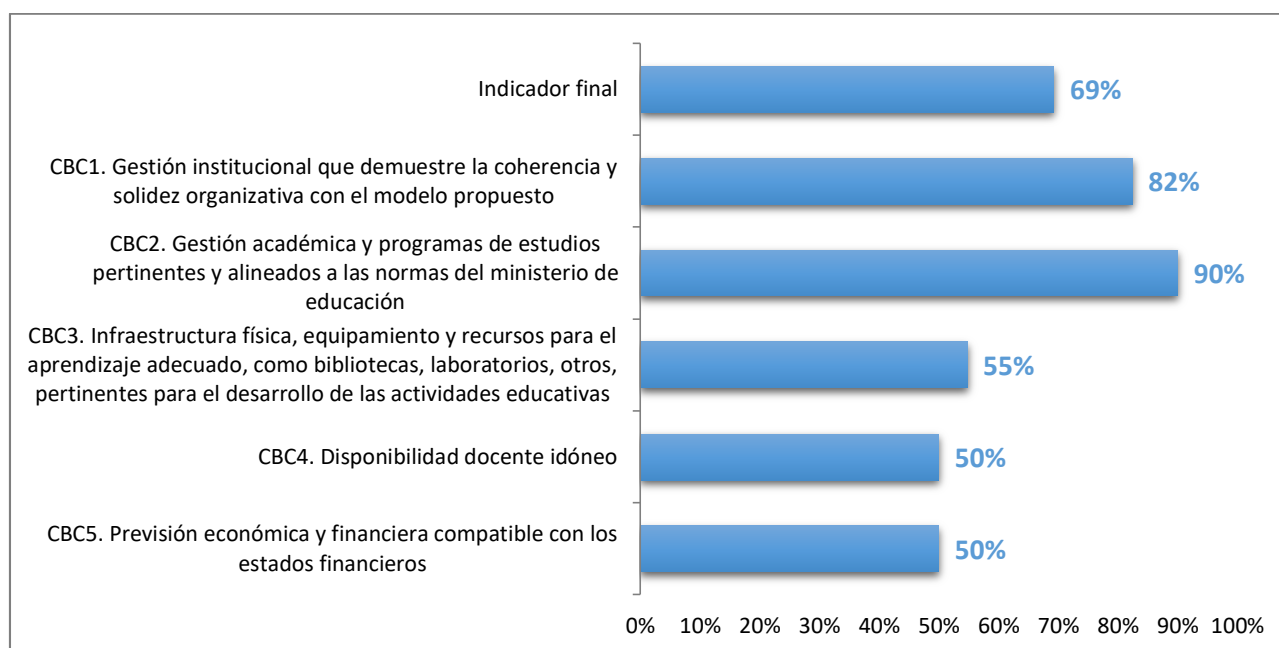 Indicador final
69%
CBC1. Gestión institucional que demuestre la coherencia y
solidez organizativa con el modelo propuesto
82%
CBC2. Gestión académica y programas de estudios
pertinentes y alineados a las normas del ministerio de
educación
90%
CBC3. Infraestructura física, equipamiento y recursos para el
aprendizaje adecuado, como bibliotecas, laboratorios, otros,
pertinentes para el desarrollo de las actividades educativas
55%
CBC4. Disponibilidad docente idóneo
50%
CBC5. Previsión económica y financiera compatible con los
estados financieros
50%
0% 10% 20% 30% 40% 50% 60% 70% 80% 90% 100%